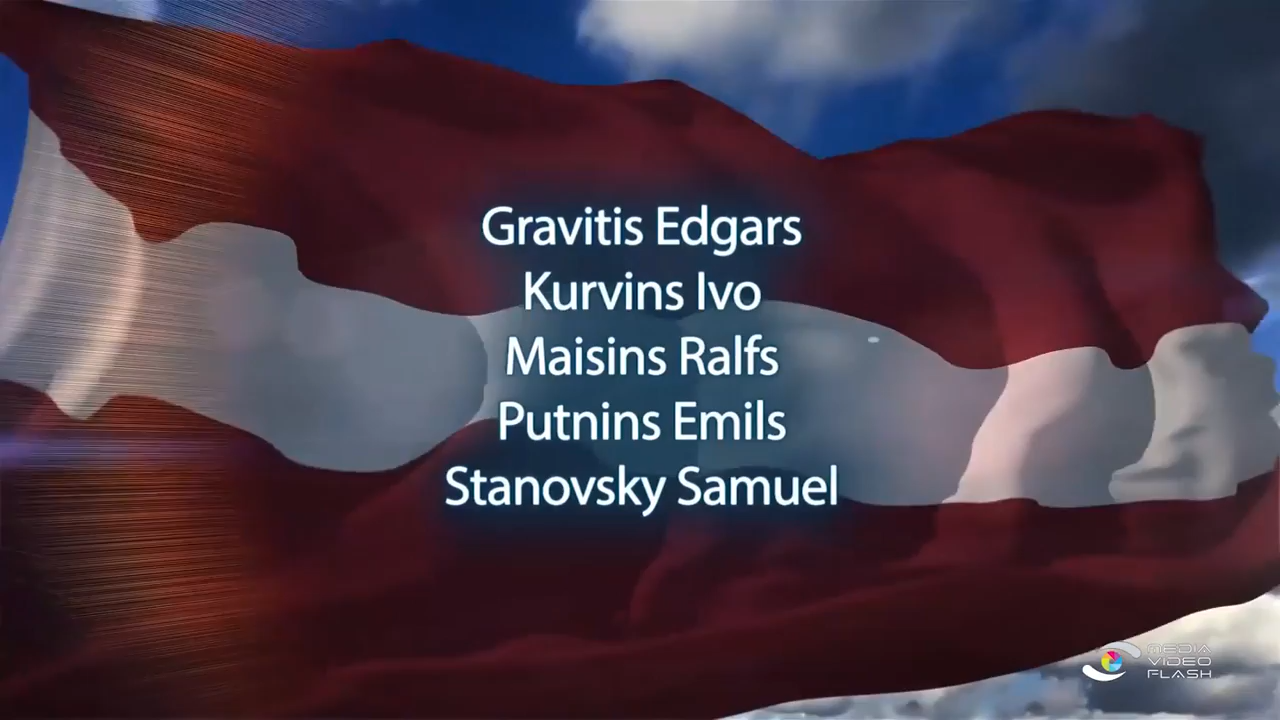 Gravitis Edgars
Kurvins Ivo
Maisins Ralfs
Putnins Emils
Stanovsky Samuel
MEDIA
VIDEO
FLASH